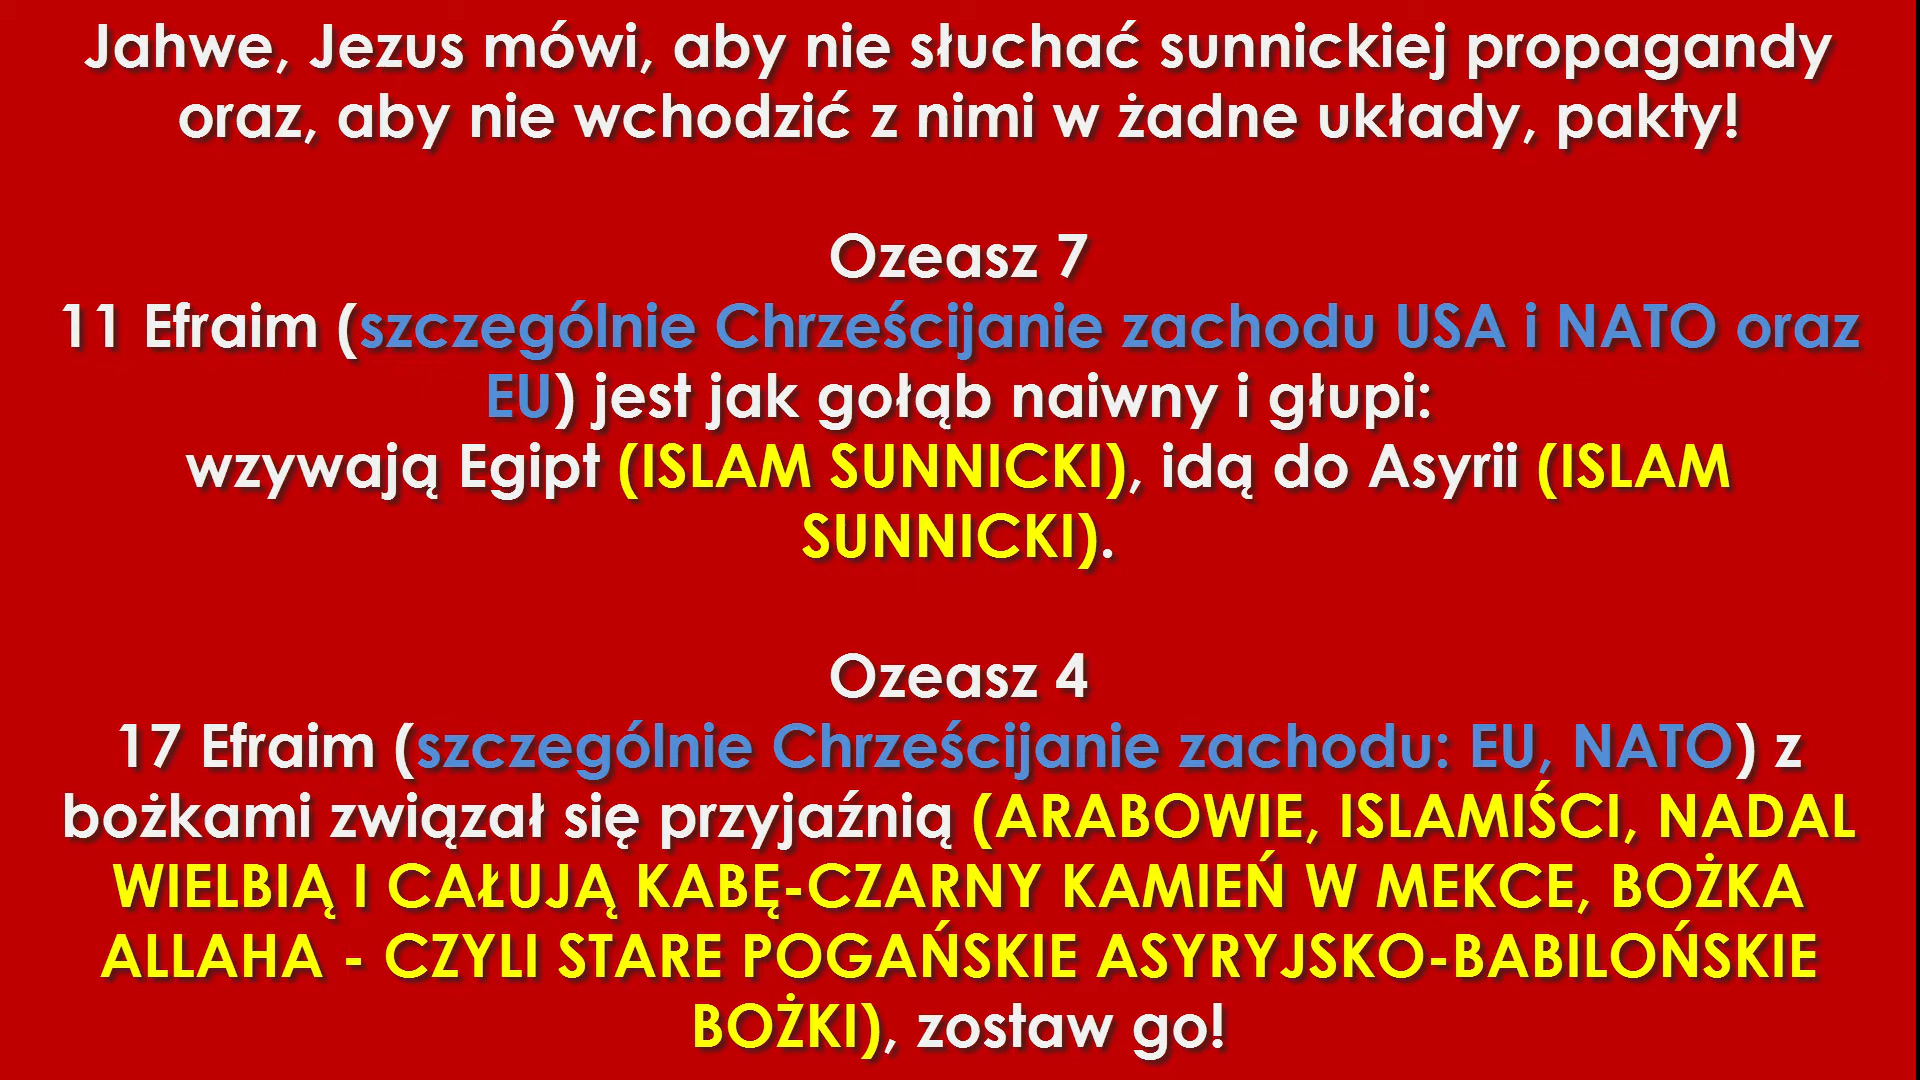 Jahwe, Jezus mówi, aby nie słuchać sunnickiej propagandy
oraz, aby nie wchodzić z nimi w żadne układy, pakty!
Ozeasz 7
11 Efraim (szczególnie Chrześcijanie zachodu USA i NATO oraz
EU) jest jak gołąb naiwny i głupi:
wzywają Egipt (ISLAM SUNNICKI), idą do Asyrii (ISLAM
SUNNICKI).
Ozeasz 4
17 Efraim (szczególnie Chrześcijanie zachodu: EU, NATO) z
bożkami związał się przyjaźnią (ARABOWIE, ISLAMIŚCI, NADAL
WIELBIĄ I CAŁUJĄ KABĘ-CZARNY KAMIEŃ W MEKCE, BOŻKA
ALLAHA - CZYLI STARE POGAŃSKIE ASYRYJSKO-BABILOŃSKIE
BOŻKI), zostaw go!